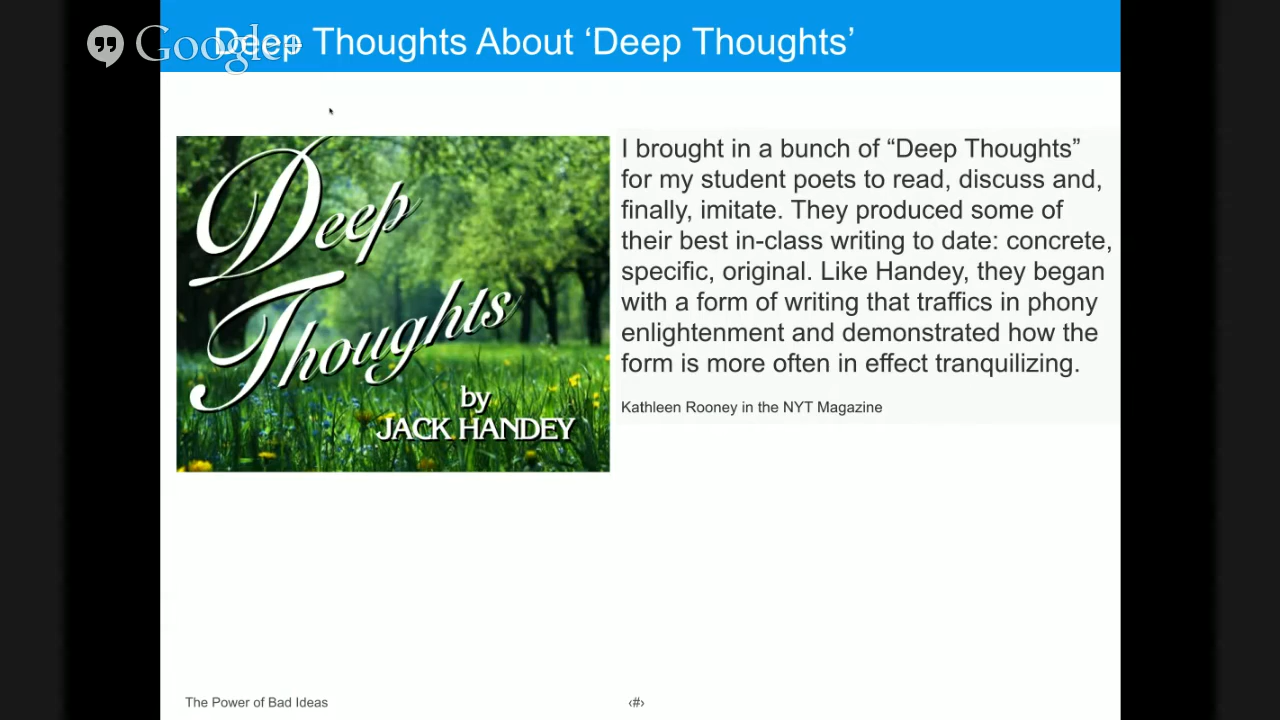 Google+
Deep Thoughts About ‘Deep Thoughts’
Deep
Thoughts
by
JACK HANDEY
I brought in a bunch of “Deep Thoughts”
for my student poets to read, discuss and,
finally, imitate. They produced some of
their best in-class writing to date: concrete,
specific, original. Like Handey, they began
with a form of writing that traffics in phony
enlightenment and demonstrated how the
form is more often in effect tranquilizing.
Kathleen Rooney in the NYT Magazine
The Power of Bad Ideas
‹#›